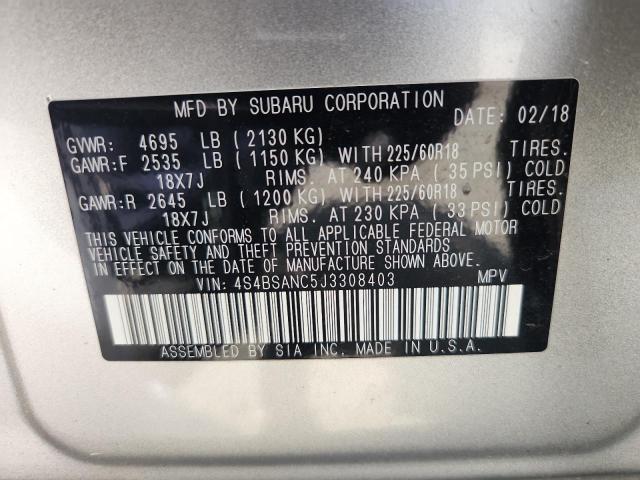 MFD BY SUBARU CORPORATION DATE: 02/18
GVWR: 4695 LB ( 2130 KG)
GAWR:F 2535 LB ( 1150 KG) WITH 225/60R18 TIRES.
18X7J RIMS. AT 240 KPA ( 35 PSI) COLD
GAWR:R 2645 LB ( 1200 KG) WITH 225/60R18 TIRES.
18X7J RIMS. AT 230 KPA ( 33 PSI) COLD
THIS VEHICLE CONFORMS TO ALL APPLICABLE FEDERAL MOTOR
VEHICLE SAFETY AND THEFT PREVENTION STANDARDS
IN EFFECT ON THE DATE OF MANUFACTURE SHOWN ABOVE.
VIN: 4S4BSANC5J3308403 MPV
ASSEMBLED BY SIA INC. MADE IN U.S.A.